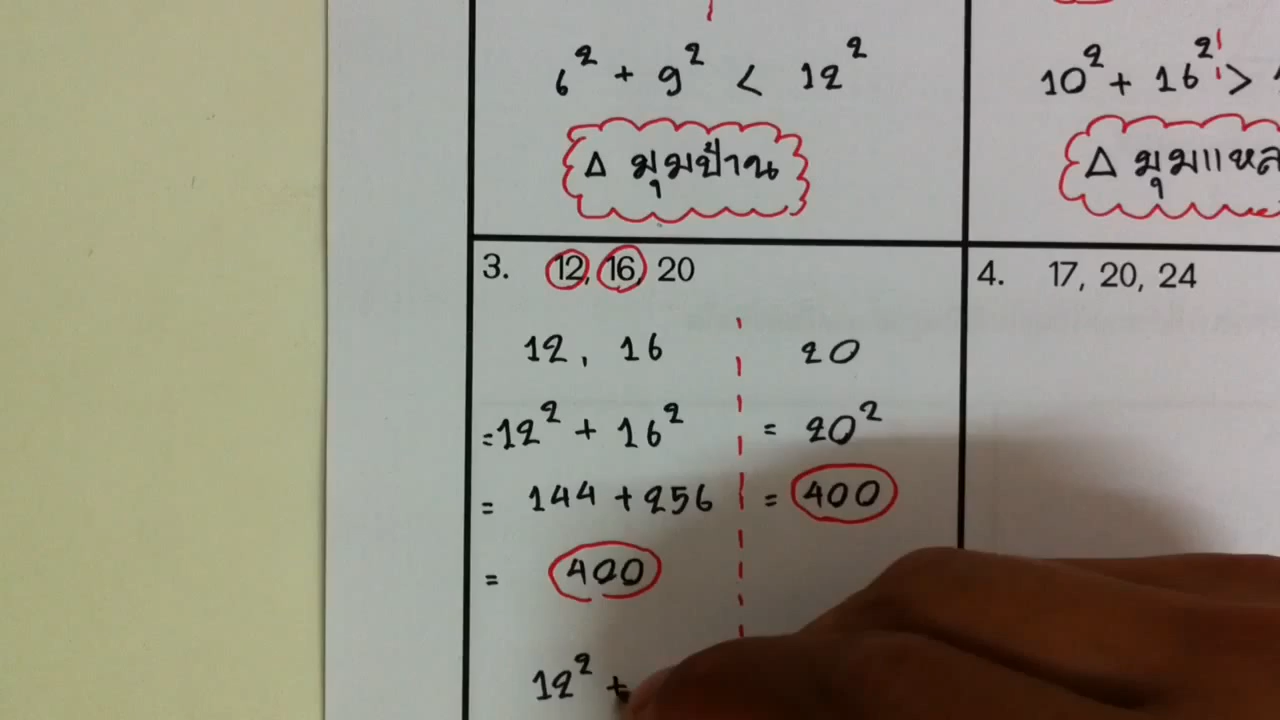 6² + 9² < 12²
10² + 16² >
Δ มุมป้าน
Δ มุมแหล
3. 12, 16, 20
4. 17, 20, 24
12, 16 20
=12² + 16² = 20²
= 144 + 256 = 400
= 400
12² +